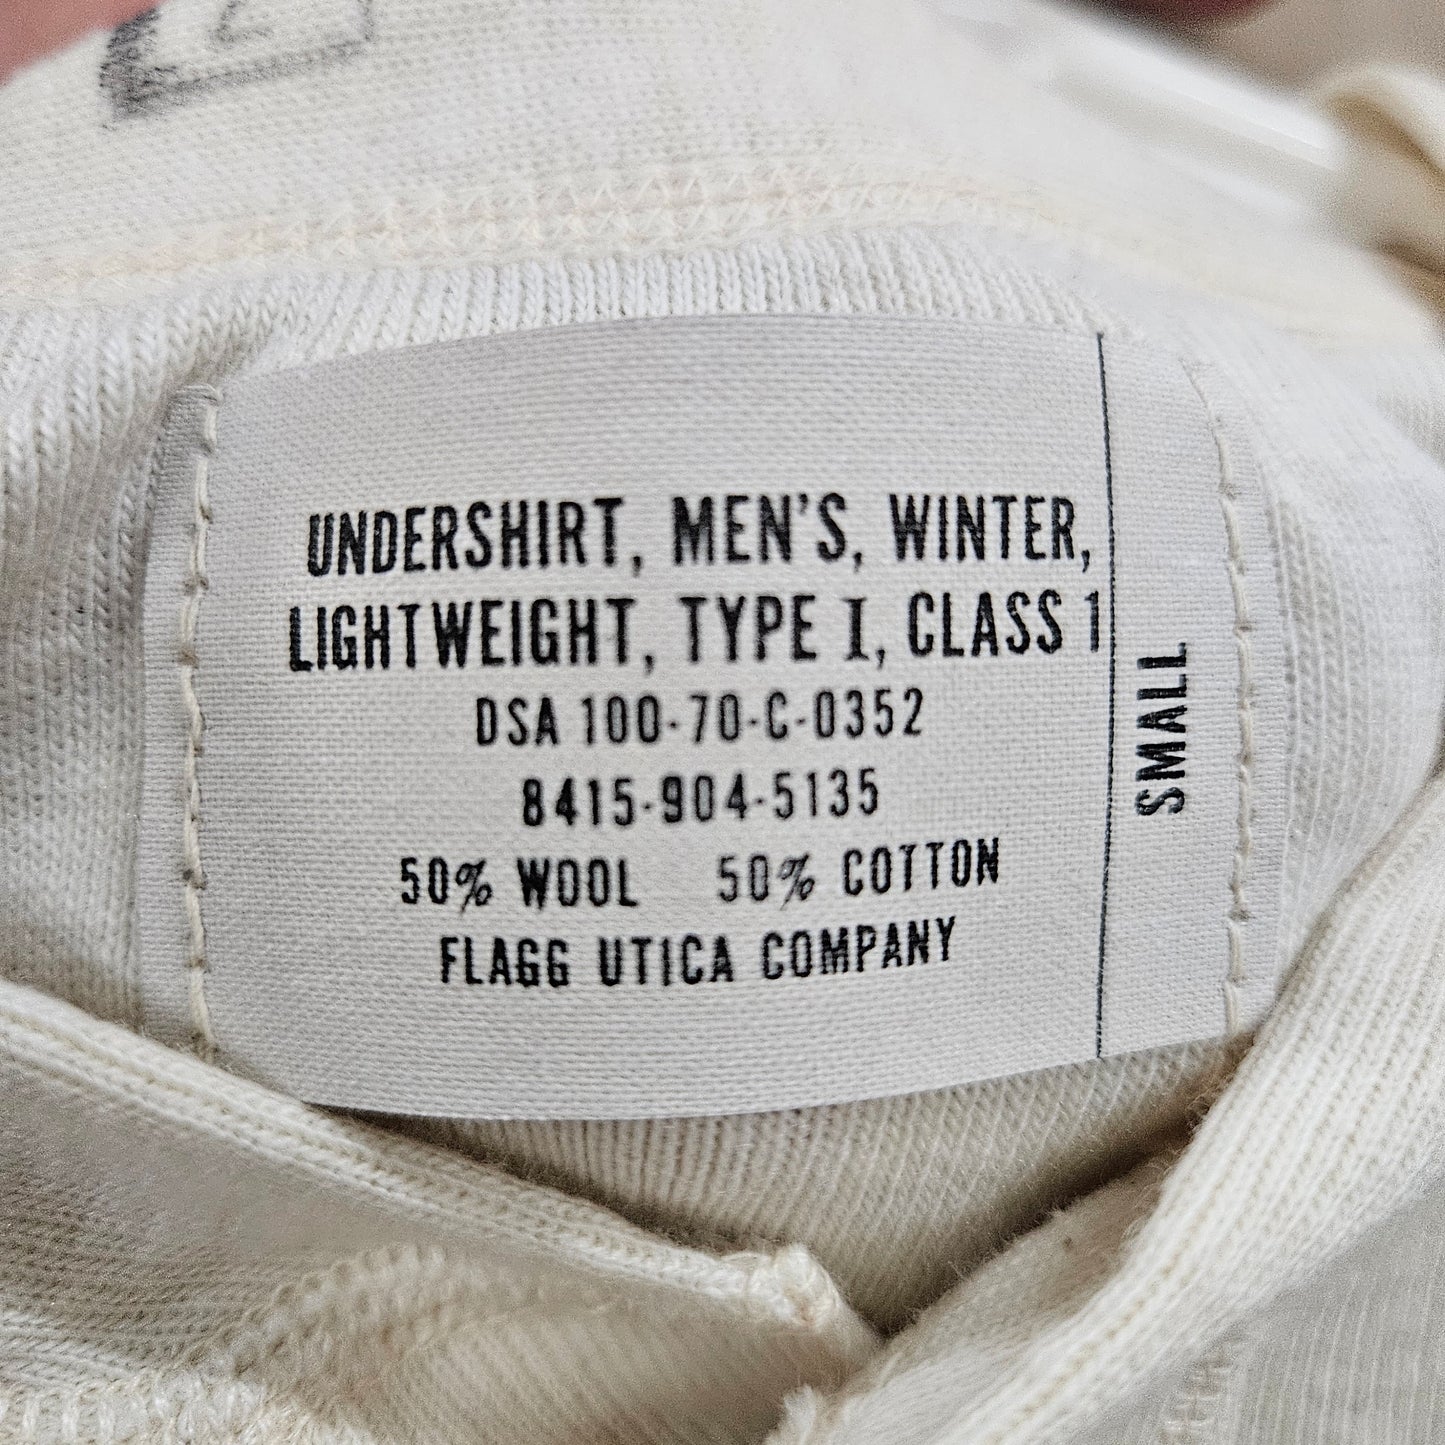 UNDERSHIRT, MEN'S, WINTER,
LIGHTWEIGHT, TYPE I, CLASS 1
DSA 100-70-C-0352
8415-904-5135
50% WOOL 50% COTTON
FLAGG UTICA COMPANY
SMALL